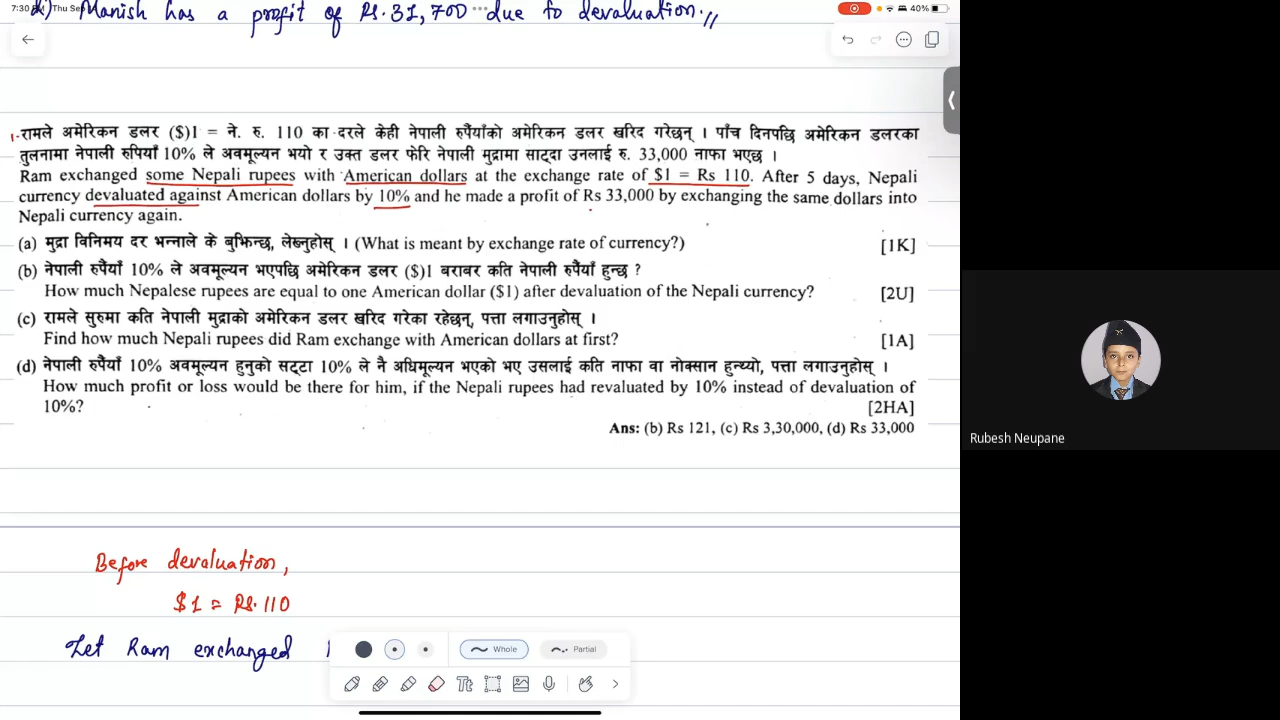 7:30 PM Thu Sep
40%
d) Manish has a profit of Rs. 31,700 due to devaluation.,,
1. रामले अमेरिकन डलर ($)1 = ने. रु. 110 का दरले केही नेपाली रुपैँयाँको अमेरिकन डलर खरिद गरेछन् । पाँच दिनपछि अमेरिकन डलरका
तुलनामा नेपाली रुपियाँ 10% ले अवमूल्यन भयो र उक्त डलर फेरि नेपाली मुद्रामा साट्दा उनलाई रु. 33,000 नाफा भएछ ।
Ram exchanged some Nepali rupees with American dollars at the exchange rate of $1 = Rs 110. After 5 days, Nepali
currency devaluated against American dollars by 10% and he made a profit of Rs 33,000 by exchanging the same dollars into
Nepali currency again.
(a) मुद्रा विनिमय दर भन्नाले के बुझिन्छ, लेख्नुहोस् । (What is meant by exchange rate of currency?) [1K]
(b) नेपाली रुपैँयाँ 10% ले अवमूल्यन भएपछि अमेरिकन डलर ($)1 बराबर कति नेपाली रुपैँयाँ हुन्छ ?
How much Nepalese rupees are equal to one American dollar ($1) after devaluation of the Nepali currency? [2U]
(c) रामले सुरुमा कति नेपाली मुद्राको अमेरिकन डलर खरिद गरेका रहेछन्, पत्ता लगाउनुहोस् ।
Find how much Nepali rupees did Ram exchange with American dollars at first? [1A]
(d) नेपाली रुपैँयाँ 10% अवमूल्यन हुनुको सट्टा 10% ले नै अधिमूल्यन भएको भए उसलाई कति नाफा वा नोक्सान हुन्थ्यो, पत्ता लगाउनुहोस् ।
How much profit or loss would be there for him, if the Nepali rupees had revaluated by 10% instead of devaluation of
10%? [2HA]
Ans: (b) Rs 121, (c) Rs 3,30,000, (d) Rs 33,000
Rubesh Neupane
Before devaluation,
$1 = Rs. 110
Let Ram exchanged
Whole
Partial
Tt